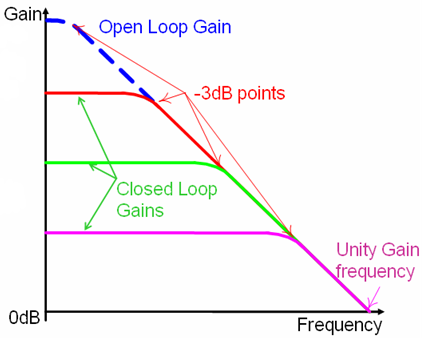 Gain
Open Loop Gain
-3dB points
Closed Loop
Gains
Unity Gain
frequency
0dB
Frequency